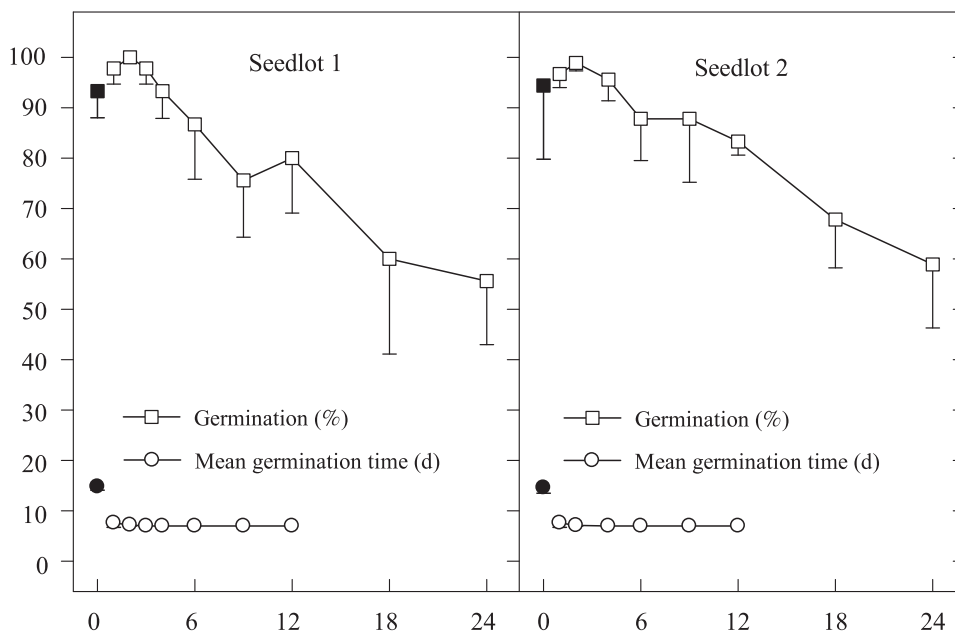 100
90
80
70
60
50
40
30
20
10
0
Seedlot 1
Germination (%)
Mean germination time (d)
0 6 12 18 24
Seedlot 2
Germination (%)
Mean germination time (d)
0 6 12 18 24